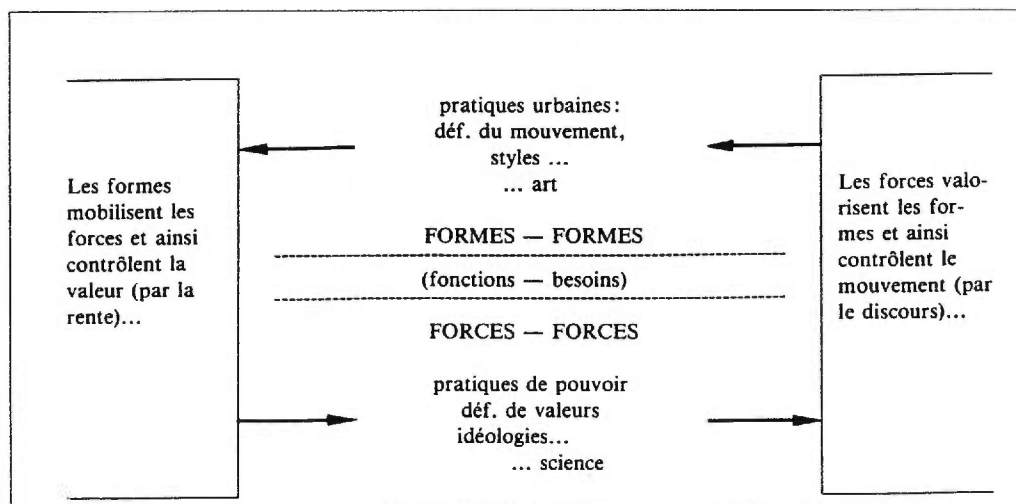 Les formes
mobilisent les
forces et ainsi
contrôlent la
valeur (par la
rente)...
pratiques urbaines:
déf. du mouvement,
styles ...
... art
FORMES — FORMES
(fonctions — besoins)
FORCES — FORCES
pratiques de pouvoir
déf. de valeurs
idéologies...
... science
Les forces valo-
risent les for-
mes et ainsi
contrôlent le
mouvement (par
le discours)...